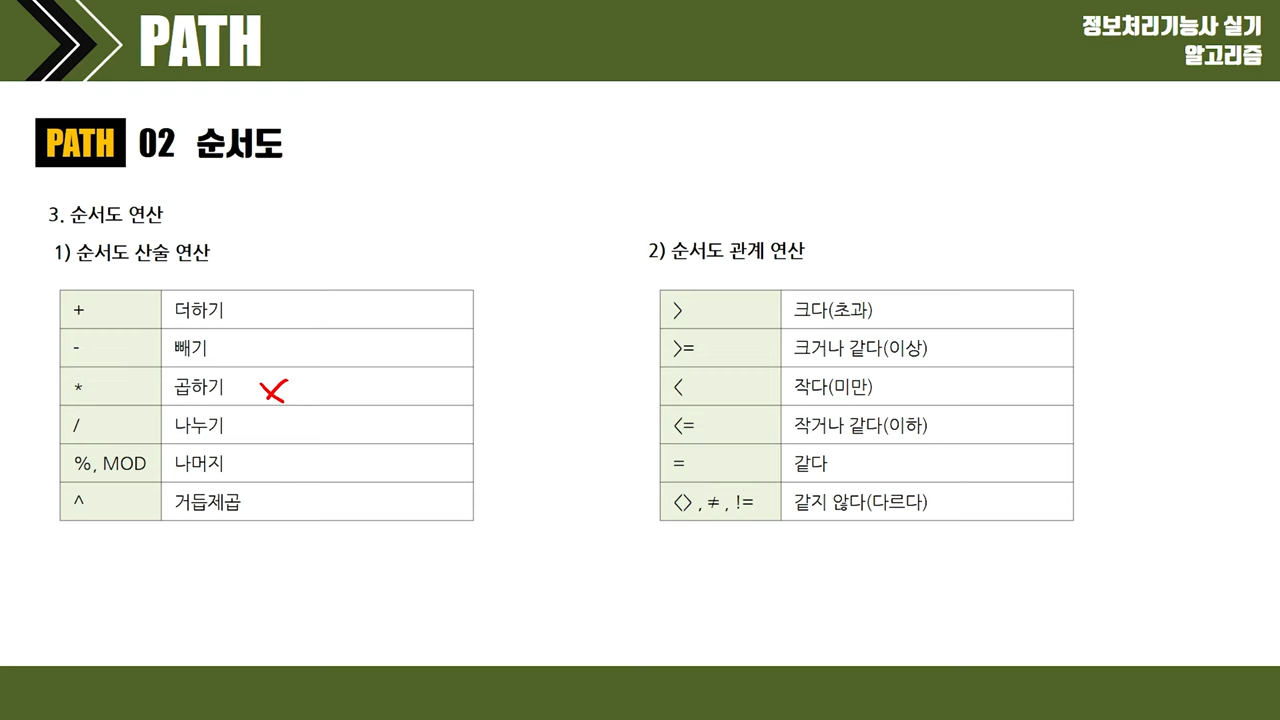 PATH
정보처리기능사 실기
알고리즘
PATH 02 순서도
3. 순서도 연산
1) 순서도 산술 연산
+ 더하기
- 빼기
* 곱하기
/ 나누기
%, MOD 나머지
^ 거듭제곱
2) 순서도 관계 연산
> 크다(초과)
>= 크거나 같다(이상)
< 작다(미만)
<= 작거나 같다(이하)
= 같다
<> , ≠ , != 같지 않다(다르다)